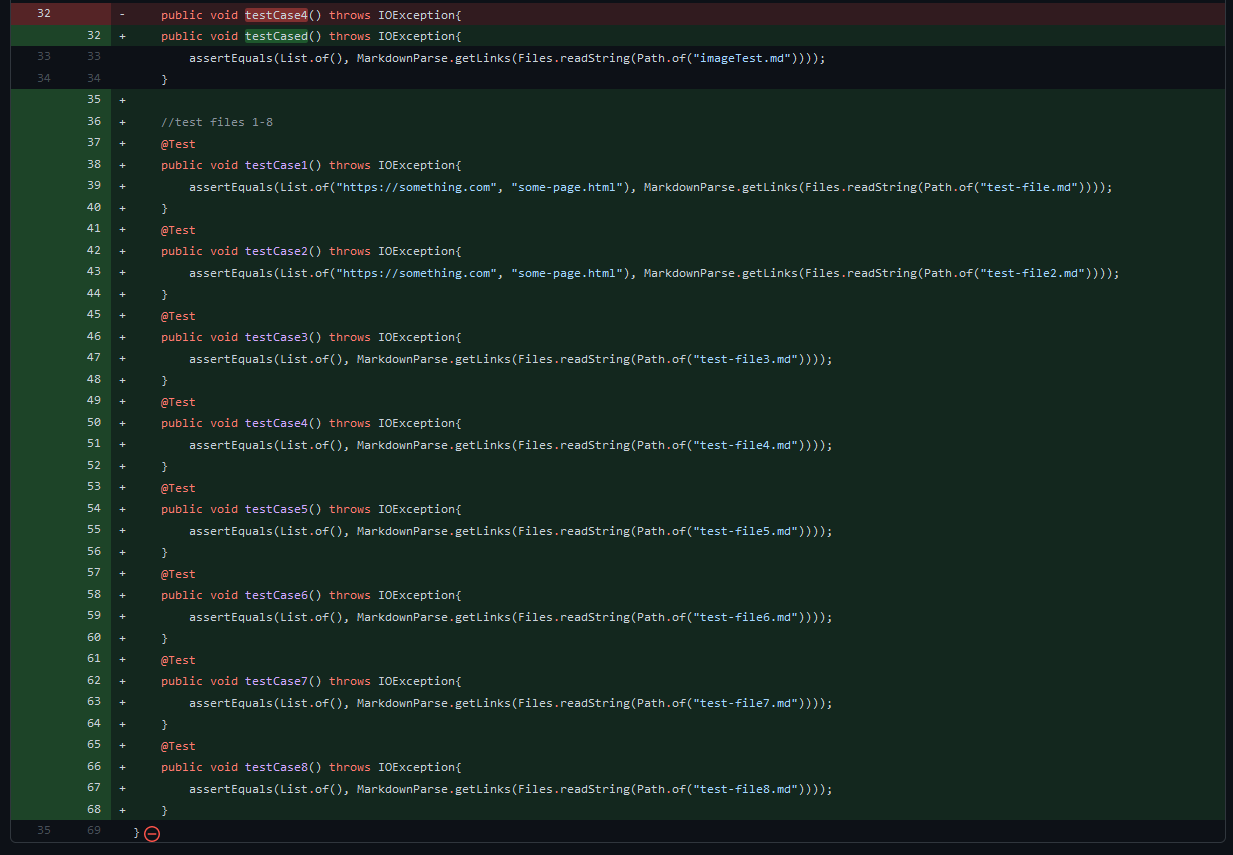 32 - public void testCase4() throws IOException{
32 + public void testCased() throws IOException{
33 33 assertEquals(List.of(), MarkdownParse.getLinks(Files.readString(Path.of("imageTest.md"))));
34 34 }
35 +
36 + //test files 1-8
37 + @Test
38 + public void testCase1() throws IOException{
39 + assertEquals(List.of("https://something.com", "some-page.html"), MarkdownParse.getLinks(Files.readString(Path.of("test-file.md"))));
40 + }
41 + @Test
42 + public void testCase2() throws IOException{
43 + assertEquals(List.of("https://something.com", "some-page.html"), MarkdownParse.getLinks(Files.readString(Path.of("test-file2.md"))));
44 + }
45 + @Test
46 + public void testCase3() throws IOException{
47 + assertEquals(List.of(), MarkdownParse.getLinks(Files.readString(Path.of("test-file3.md"))));
48 + }
49 + @Test
50 + public void testCase4() throws IOException{
51 + assertEquals(List.of(), MarkdownParse.getLinks(Files.readString(Path.of("test-file4.md"))));
52 + }
53 + @Test
54 + public void testCase5() throws IOException{
55 + assertEquals(List.of(), MarkdownParse.getLinks(Files.readString(Path.of("test-file5.md"))));
56 + }
57 + @Test
58 + public void testCase6() throws IOException{
59 + assertEquals(List.of(), MarkdownParse.getLinks(Files.readString(Path.of("test-file6.md"))));
60 + }
61 + @Test
62 + public void testCase7() throws IOException{
63 + assertEquals(List.of(), MarkdownParse.getLinks(Files.readString(Path.of("test-file7.md"))));
64 + }
65 + @Test
66 + public void testCase8() throws IOException{
67 + assertEquals(List.of(), MarkdownParse.getLinks(Files.readString(Path.of("test-file8.md"))));
68 + }
35 69 }